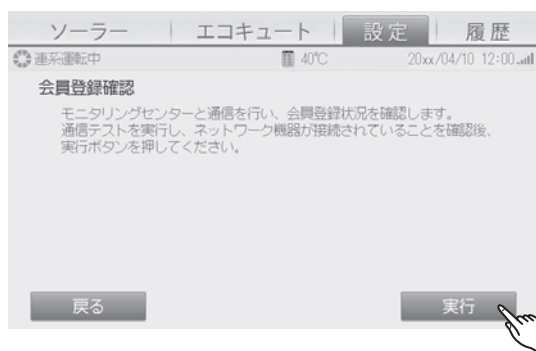 ソーラー エコキュート 設定 履歴
連系運転中 40℃ 20xx/04/10 12:00
会員登録確認
モニタリングセンターと通信を行い、会員登録状況を確認します。
通信テストを実行し、ネットワーク機器が接続されていることを確認後、
実行ボタンを押してください。
戻る 実行